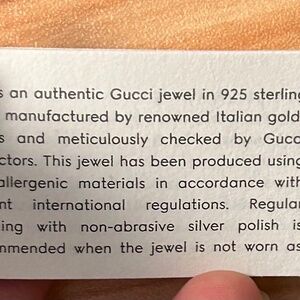 s an authentic Gucci jewel in 925 sterling
manufactured by renowned Italian gold
s and meticulously checked by Gucc
ctors. This jewel has been produced using
allergenic materials in accordance with
nt international regulations. Regular
ing with non-abrasive silver polish is
mmended when the jewel is not worn as